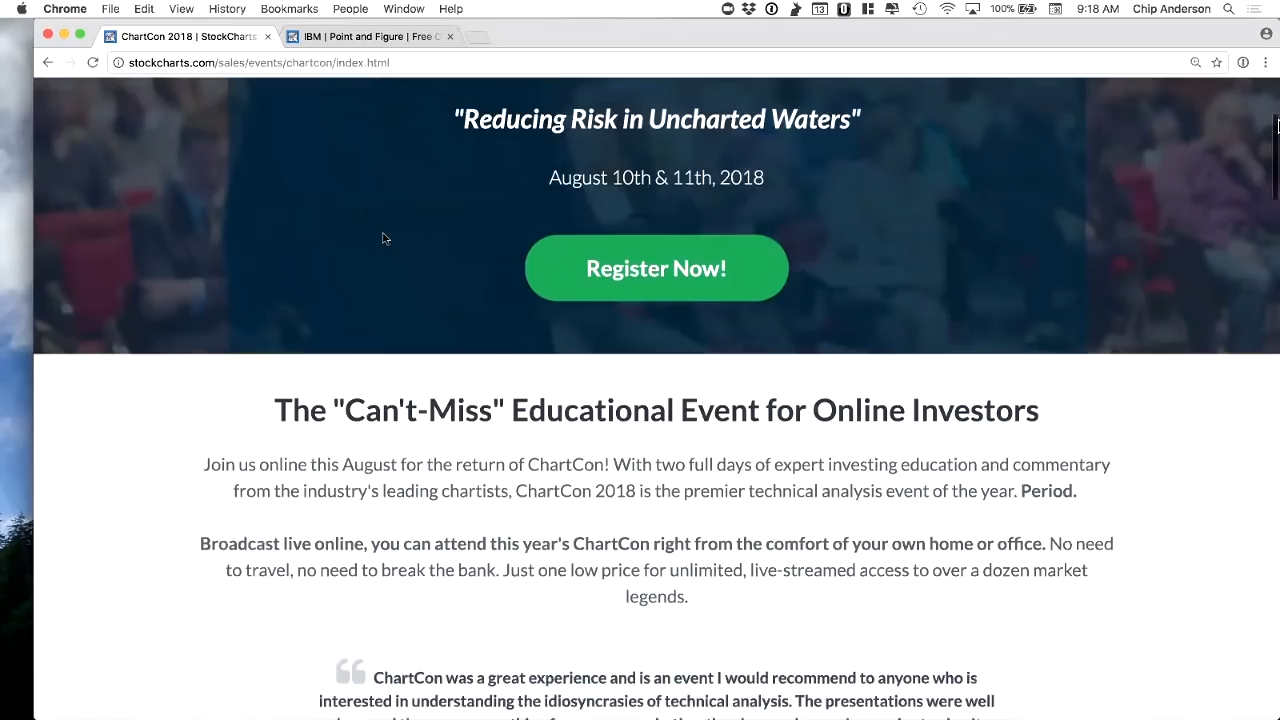 Chrome File Edit View History Bookmarks People Window Help 13 100% 9:18 AM Chip Anderson
ChartCon 2018 | StockCharts IBM | Point and Figure | Free C
stockcharts.com/sales/events/chartcon/index.html
"Reducing Risk in Uncharted Waters"
August 10th & 11th, 2018
Register Now!
The "Can't-Miss" Educational Event for Online Investors
Join us online this August for the return of ChartCon! With two full days of expert investing education and commentary
from the industry's leading chartists, ChartCon 2018 is the premier technical analysis event of the year. Period.
Broadcast live online, you can attend this year's ChartCon right from the comfort of your own home or office. No need
to travel, no need to break the bank. Just one low price for unlimited, live-streamed access to over a dozen market
legends.
ChartCon was a great experience and is an event I would recommend to anyone who is
interested in understanding the idiosyncrasies of technical analysis. The presentations were well